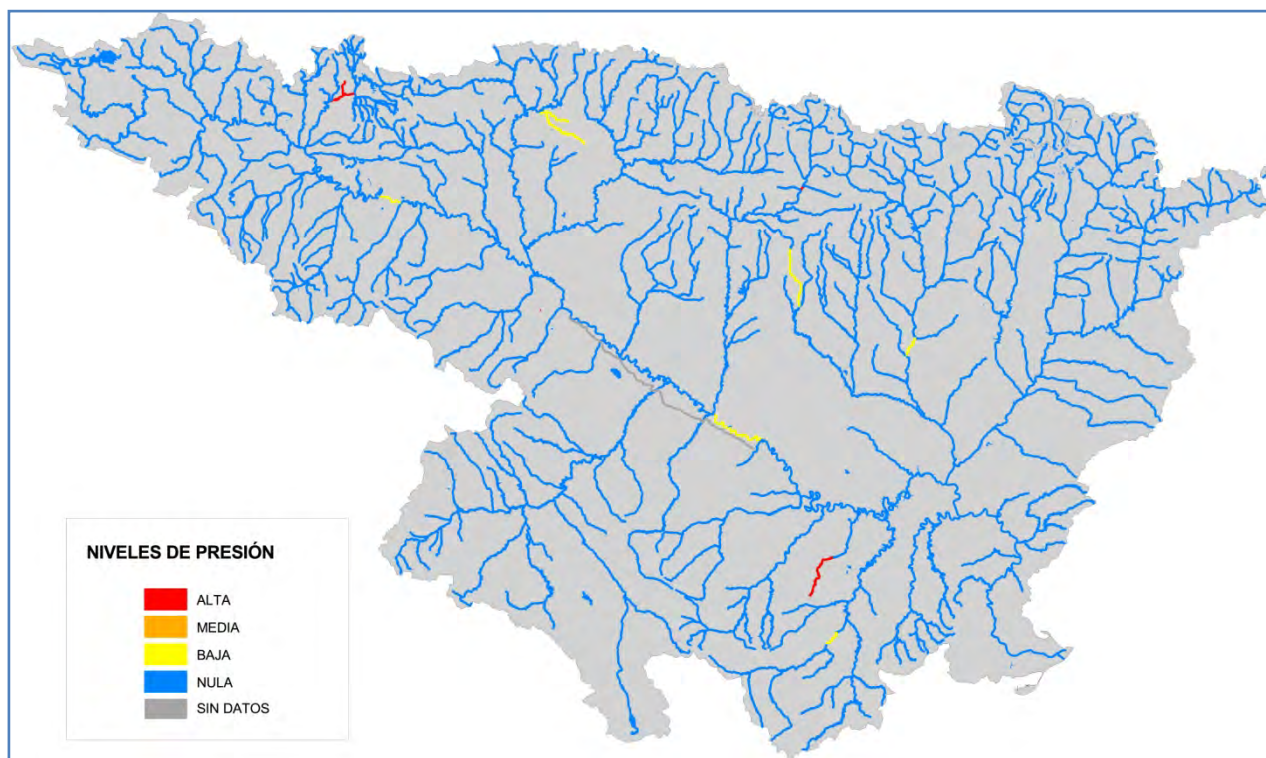 NIVELES DE PRESIÓN
ALTA
MEDIA
BAJA
NULA
SIN DATOS